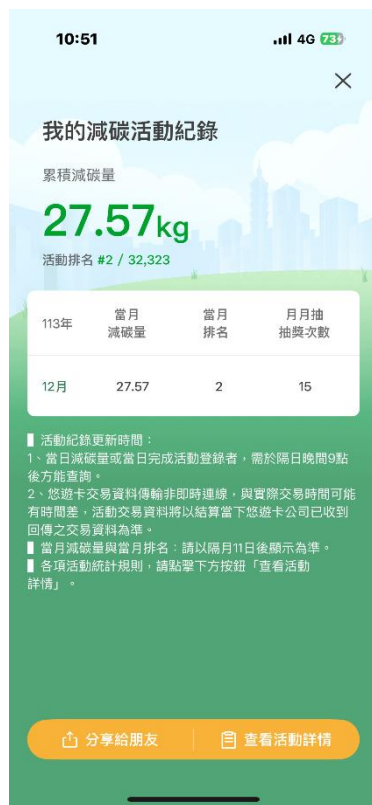 10:51 4G 73
我的減碳活動紀錄
累積減碳量
27.57kg
活動排名 #2 / 32,323
113年 當月減碳量 當月排名 月月抽抽獎次數
12月 27.57 2 15
▌活動紀錄更新時間：
1、當日減碳量或當日完成活動登錄者，需於隔日晚間9點
後方能查詢。
2、悠遊卡交易資料傳輸非即時連線，與實際交易時間可能
有時間差，活動交易資料將以結算當下悠遊卡公司已收到
回傳之交易資料為準。
▌當月減碳量與當月排名：請以隔月11日後顯示為準。
▌各項活動統計規則，請點擊下方按鈕「查看活動
詳情」。
分享給朋友 查看活動詳情